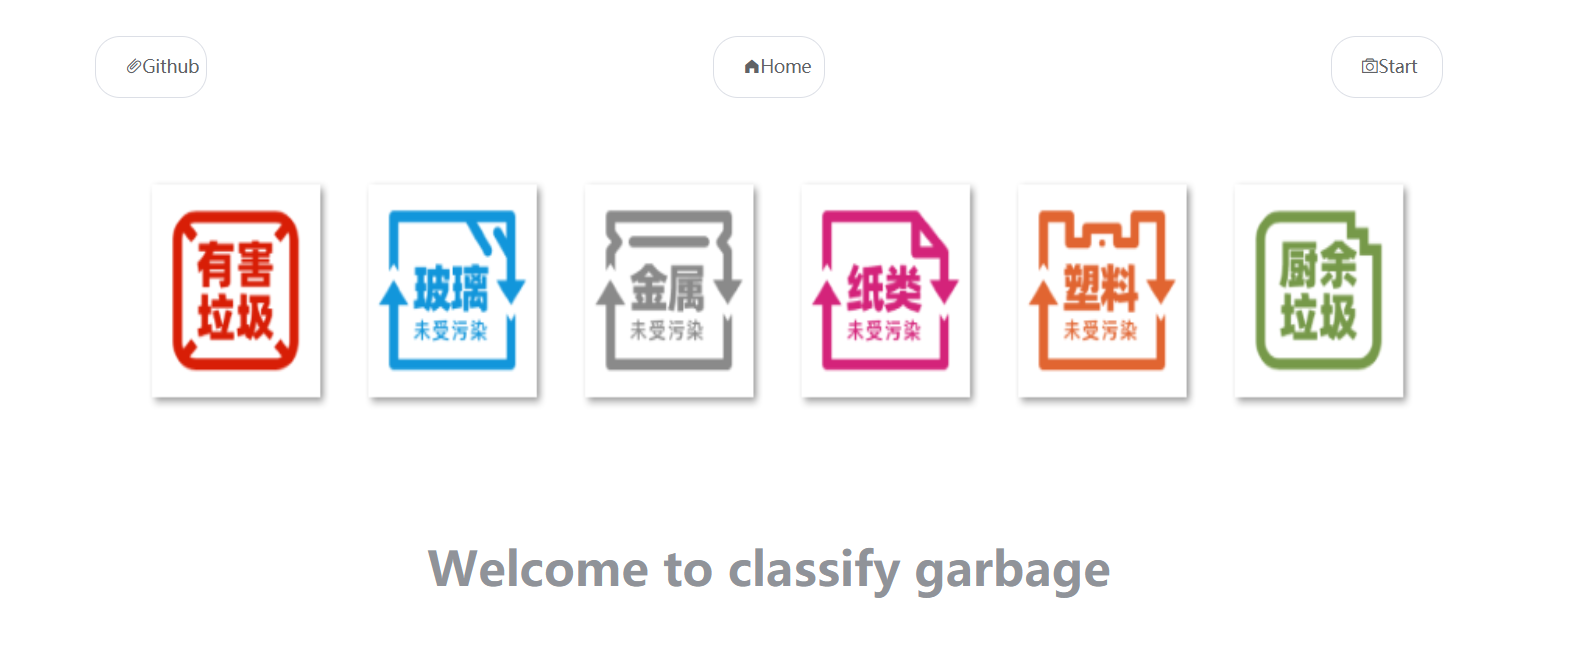 Github
Home
Start
有害
垃圾
玻璃
未受污染
金属
未受污染
纸类
未受污染
塑料
未受污染
厨余
垃圾
Welcome to classify garbage